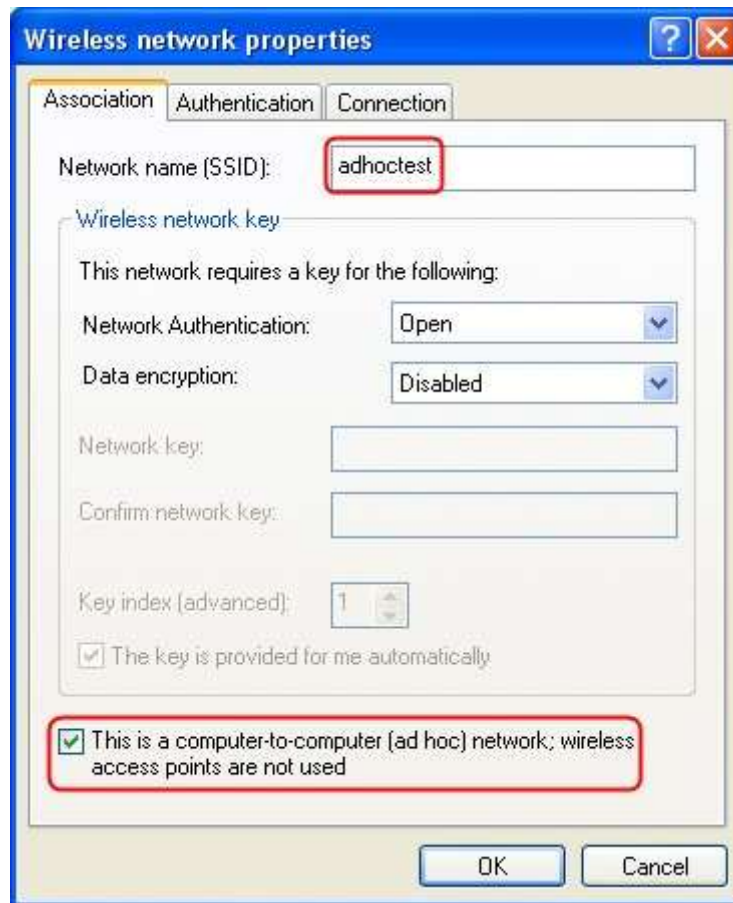 Wireless network properties
Association Authentication Connection
Network name (SSID): adhoctest
Wireless network key
This network requires a key for the following:
Network Authentication: Open
Data encryption: Disabled
Network key:
Confirm network key:
Key index (advanced): 1
The key is provided for me automatically
This is a computer-to-computer (ad hoc) network; wireless
access points are not used
OK Cancel